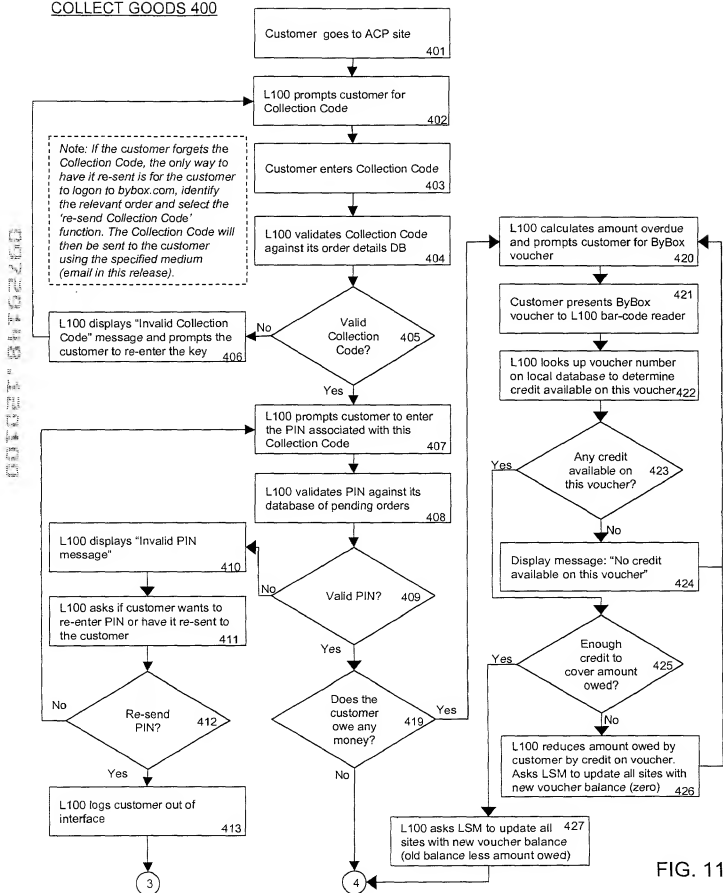 COLLECT GOODS 400
Customer goes to ACP site
401
L100 prompts customer for
Collection Code
402
Note: If the customer forgets the
Collection Code, the only way to
have it re-sent is for the customer
to logon to bybox.com, identify
the relevant order and select the
're-send Collection Code'
function. The Collection Code will
then be sent to the customer
using the specified medium
(email in this release).
Customer enters Collection Code
403
L100 validates Collection Code
against its order details DB
404
Valid
Collection
Code?
405
No
Yes
L100 displays "Invalid Collection
Code" message and prompts the
customer to re-enter the key
406
L100 prompts customer to enter
the PIN associated with this
Collection Code
407
L100 validates PIN against its
database of pending orders
408
Valid PIN?
409
No
Yes
L100 displays "Invalid PIN
message"
410
L100 asks if customer wants to
re-enter PIN or have it re-sent to
the customer
411
Re-send
PIN?
412
No
Yes
L100 logs customer out of
interface
413
3
Does the
customer
owe any
money?
419
Yes
No
4
L100 calculates amount overdue
and prompts customer for ByBox
voucher
420
421
Customer presents ByBox
voucher to L100 bar-code reader
L100 looks up voucher number
on local database to determine
credit available on this voucher
422
Any credit
available on
this voucher?
423
Yes
No
Display message: "No credit
available on this voucher"
424
Enough
credit to
cover amount
owed?
425
Yes
No
L100 reduces amount owed by
customer by credit on voucher.
Asks LSM to update all sites with
new voucher balance (zero)
426
L100 asks LSM to update all
sites with new voucher balance
(old balance less amount owed)
427
FIG. 11